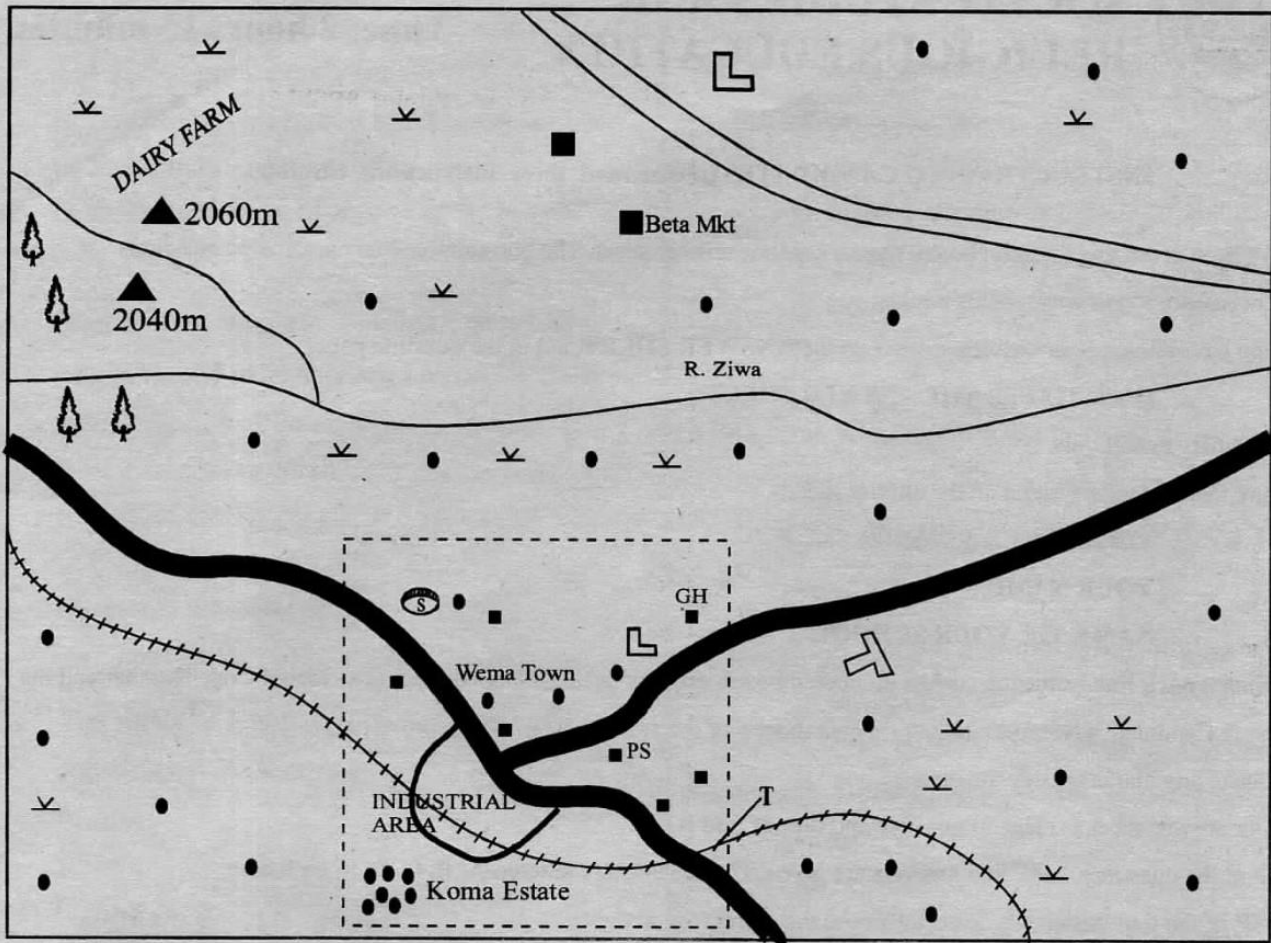 DAIRY FARM
2060m
Beta Mkt
2040m
R. Ziwa
S
GH
Wema Town
PS
INDUSTRIAL
AREA
T
Koma Estate